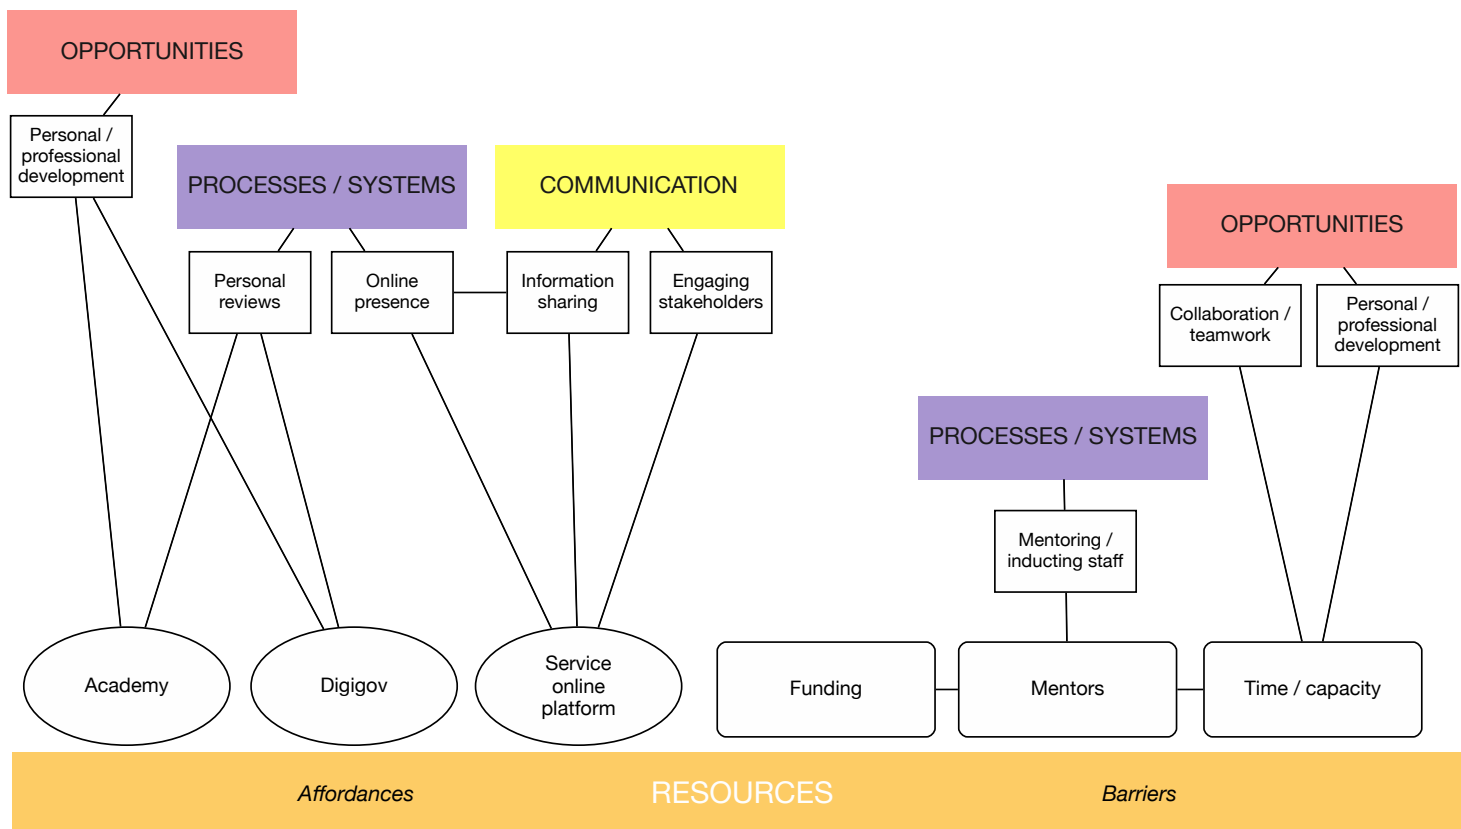 OPPORTUNITIES
Personal /
professional
development
PROCESSES / SYSTEMS
COMMUNICATION
Personal
reviews
Online
presence
Information
sharing
Engaging
stakeholders
OPPORTUNITIES
Collaboration /
teamwork
Personal /
professional
development
PROCESSES / SYSTEMS
Mentoring /
inducting staff
Academy
Digigov
Service
online
platform
Funding
Mentors
Time / capacity
Affordances
RESOURCES
Barriers